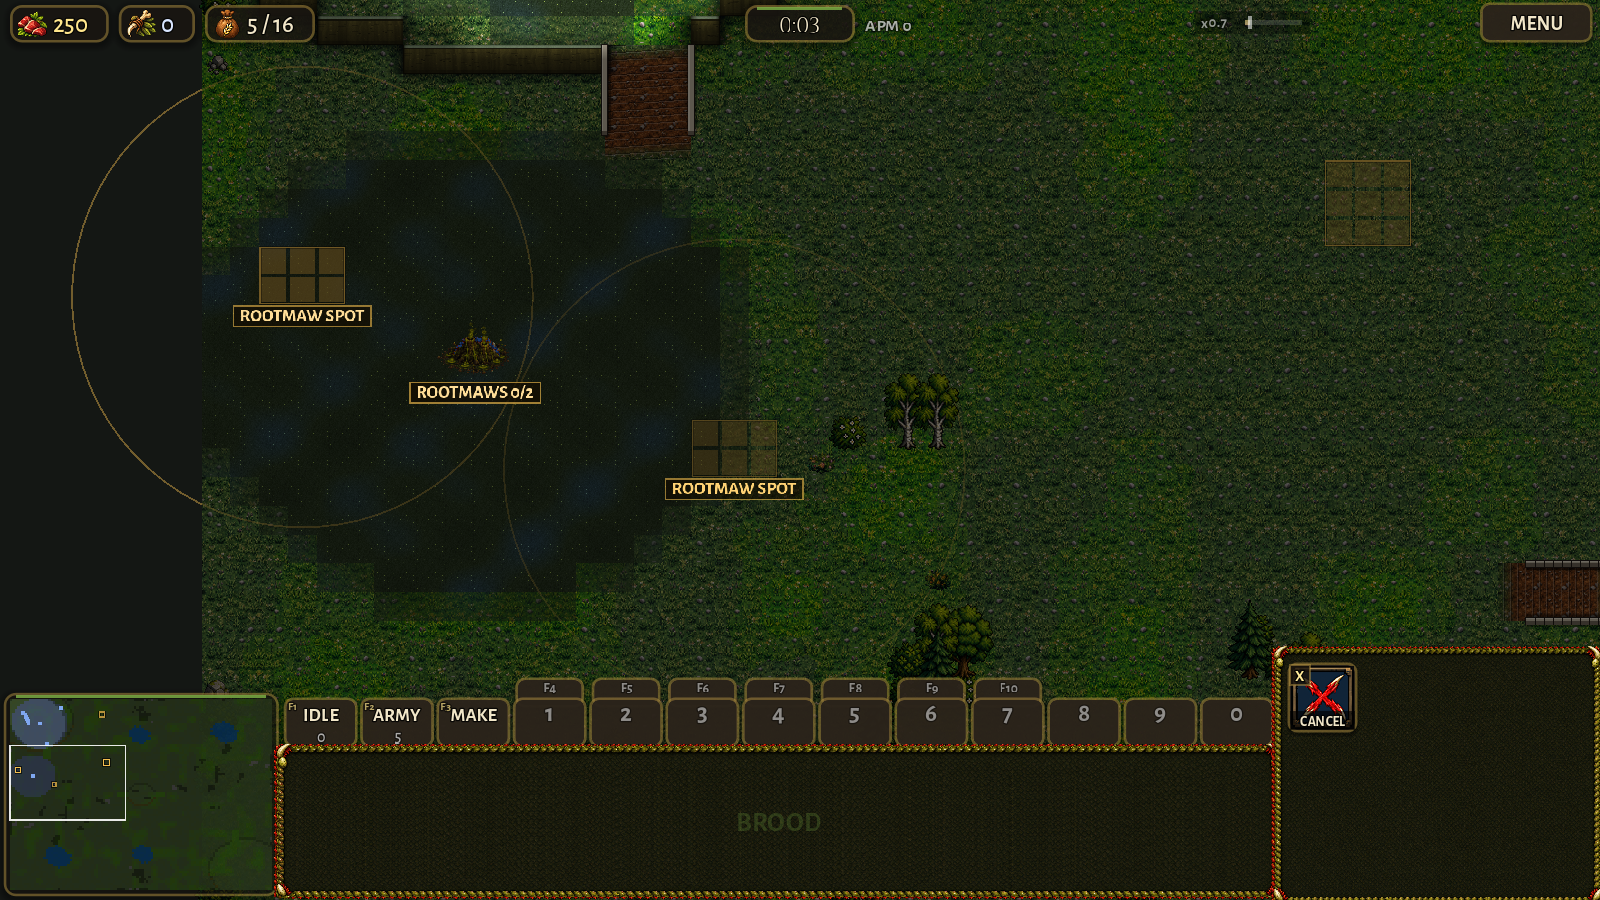 250
0
5 / 16
0:03
APM 0
x0.7
MENU
ROOTMAW SPOT
ROOTMAWS 0/2
ROOTMAW SPOT
F1 IDLE 0
F2 ARMY 5
F3 MAKE
F4 1
F5 2
F6 3
F7 4
F8 5
F9 6
F10 7
8
9
0
X
CANCEL
BROOD